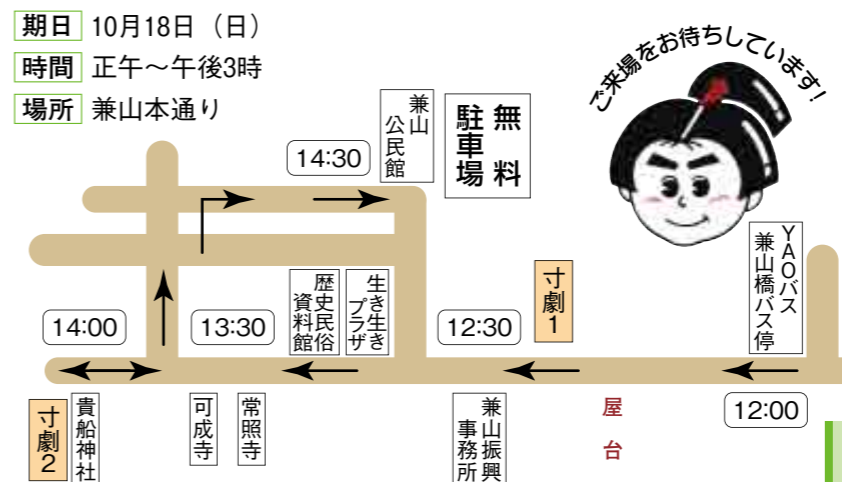 期日 10月18日（日）
時間 正午～午後3時
場所 兼山本通り
ご来場をお待ちしています!
14:30
兼山
公民館
無料
駐車場
YAOバス
兼山橋バス停
寸劇1
生き生き
プラザ
歴史民俗
資料館
14:00
13:30
12:30
12:00
寸劇2
貴船神社
可成寺
常照寺
兼山振興
事務所
屋台